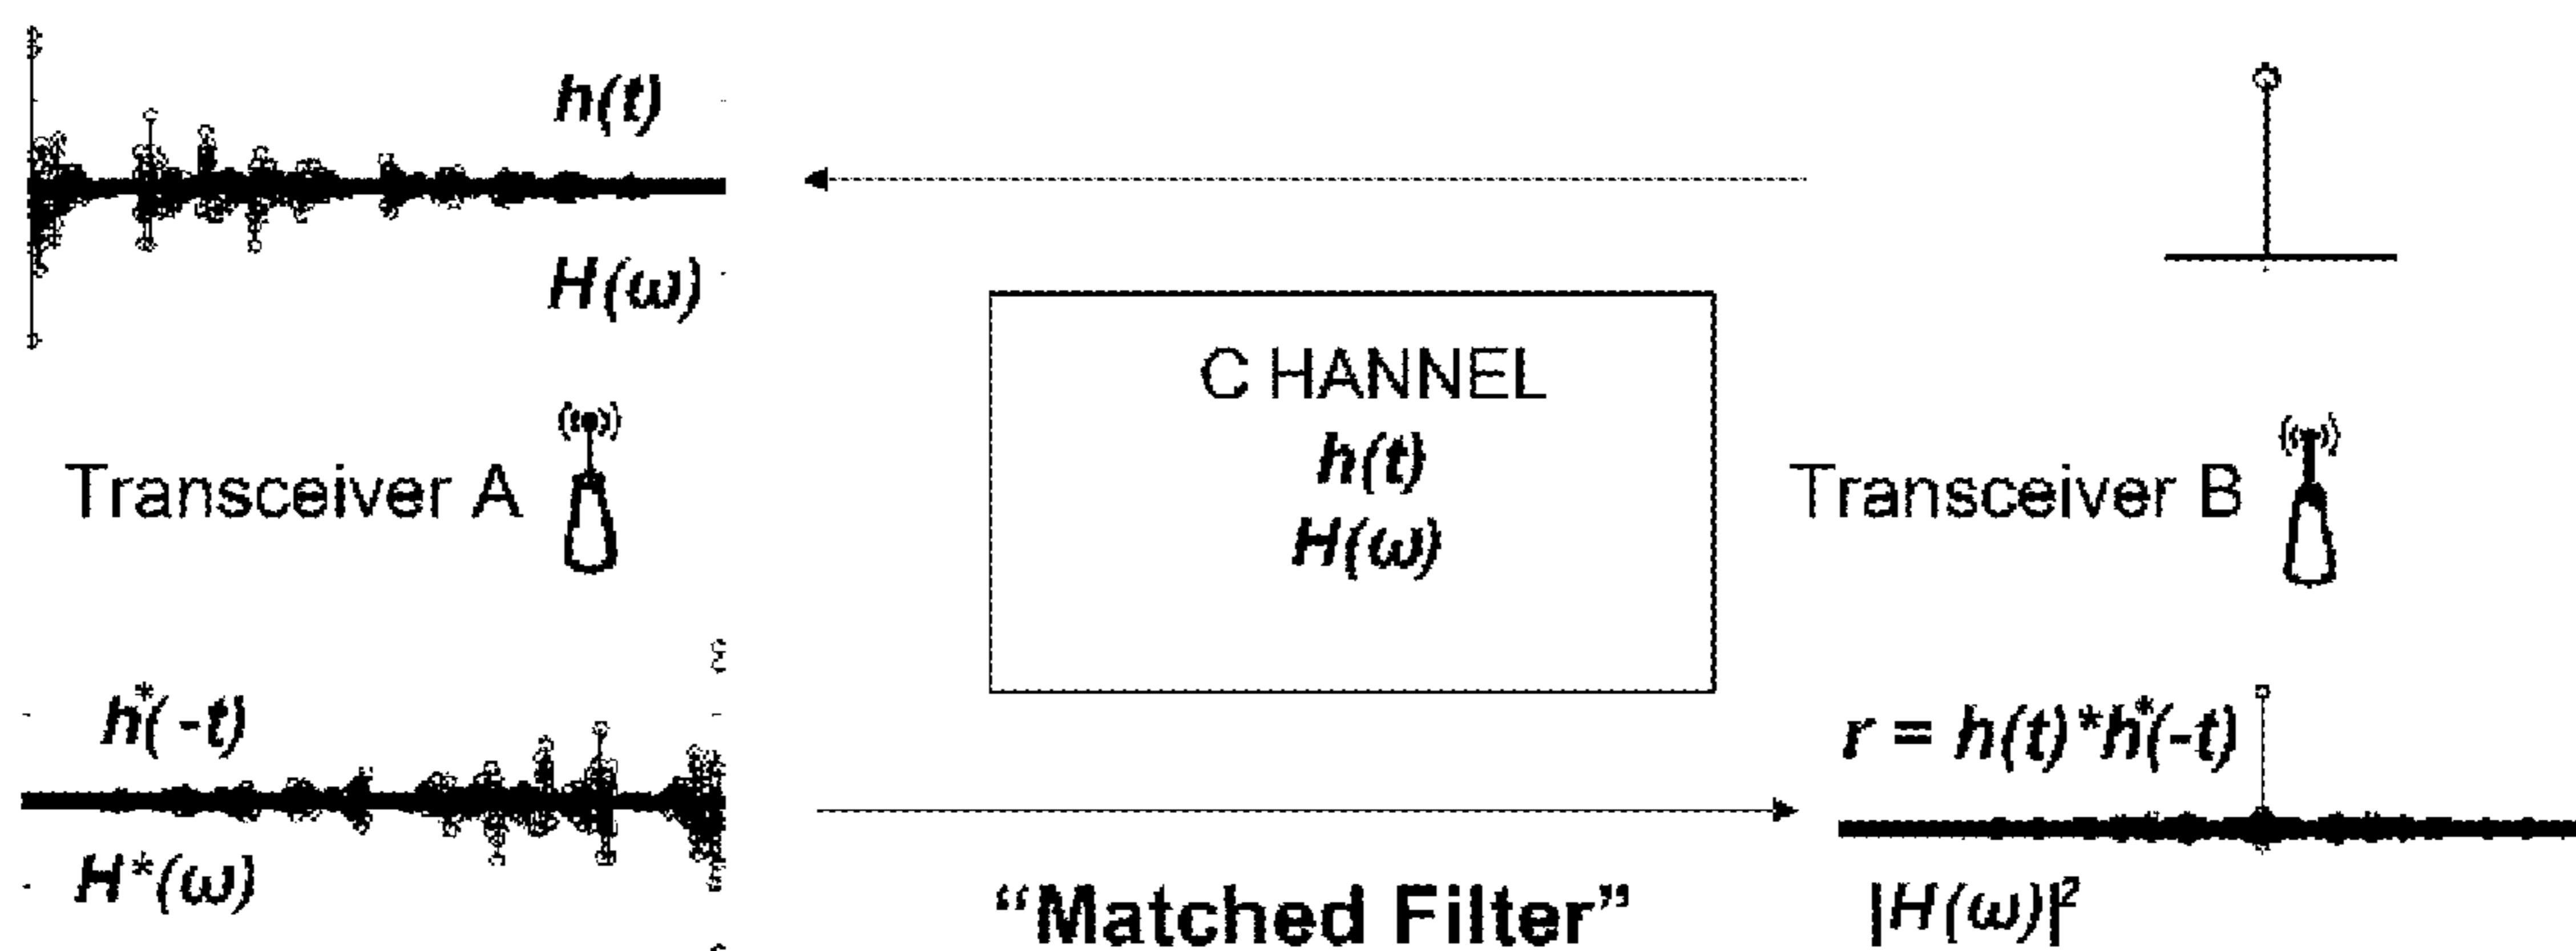 h(t)
H(ω)
C HANNEL
h(t)
H(ω)
Transceiver A
Transceiver B
h*(-t)
H*(ω)
r = h(t)*h*(-t)
|H(ω)|²
“Matched Filter”